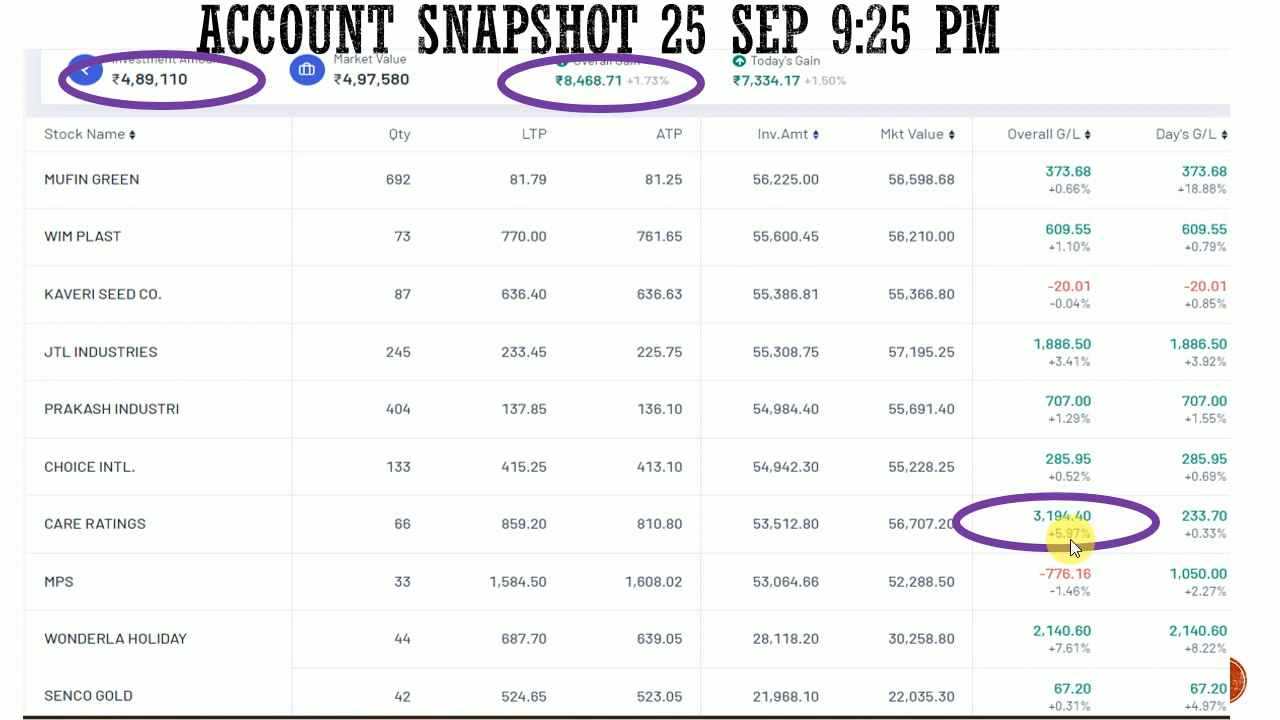 ACCOUNT SNAPSHOT 25 SEP 9:25 PM
Investment Amount Market Value Overall Gain Today's Gain
₹4,89,110 ₹4,97,580 ₹8,468.71 +1.73% ₹7,334.17 +1.50%
Stock Name Qty LTP ATP Inv.Amt Mkt Value Overall G/L Day's G/L
MUFIN GREEN 692 81.79 81.25 56,225.00 56,598.68 373.68 373.68
+0.66% +18.88%
WIM PLAST 73 770.00 761.65 55,600.45 56,210.00 609.55 609.55
+1.10% +0.79%
KAVERI SEED CO. 87 636.40 636.63 55,386.81 55,366.80 -20.01 -20.01
-0.04% +0.85%
JTL INDUSTRIES 245 233.45 225.75 55,308.75 57,195.25 1,886.50 1,886.50
+3.41% +3.92%
PRAKASH INDUSTRI 404 137.85 136.10 54,984.40 55,691.40 707.00 707.00
+1.29% +1.55%
CHOICE INTL. 133 415.25 413.10 54,942.30 55,228.25 285.95 285.95
+0.52% +0.69%
CARE RATINGS 66 859.20 810.80 53,512.80 56,707.20 3,194.40 233.70
+5.97% +0.33%
MPS 33 1,584.50 1,608.02 53,064.66 52,288.50 -776.16 1,050.00
-1.46% +2.27%
WONDERLA HOLIDAY 44 687.70 639.05 28,118.20 30,258.80 2,140.60 2,140.60
+7.61% +8.22%
SENCO GOLD 42 524.65 523.05 21,968.10 22,035.30 67.20 67.20
+0.31% +4.97%